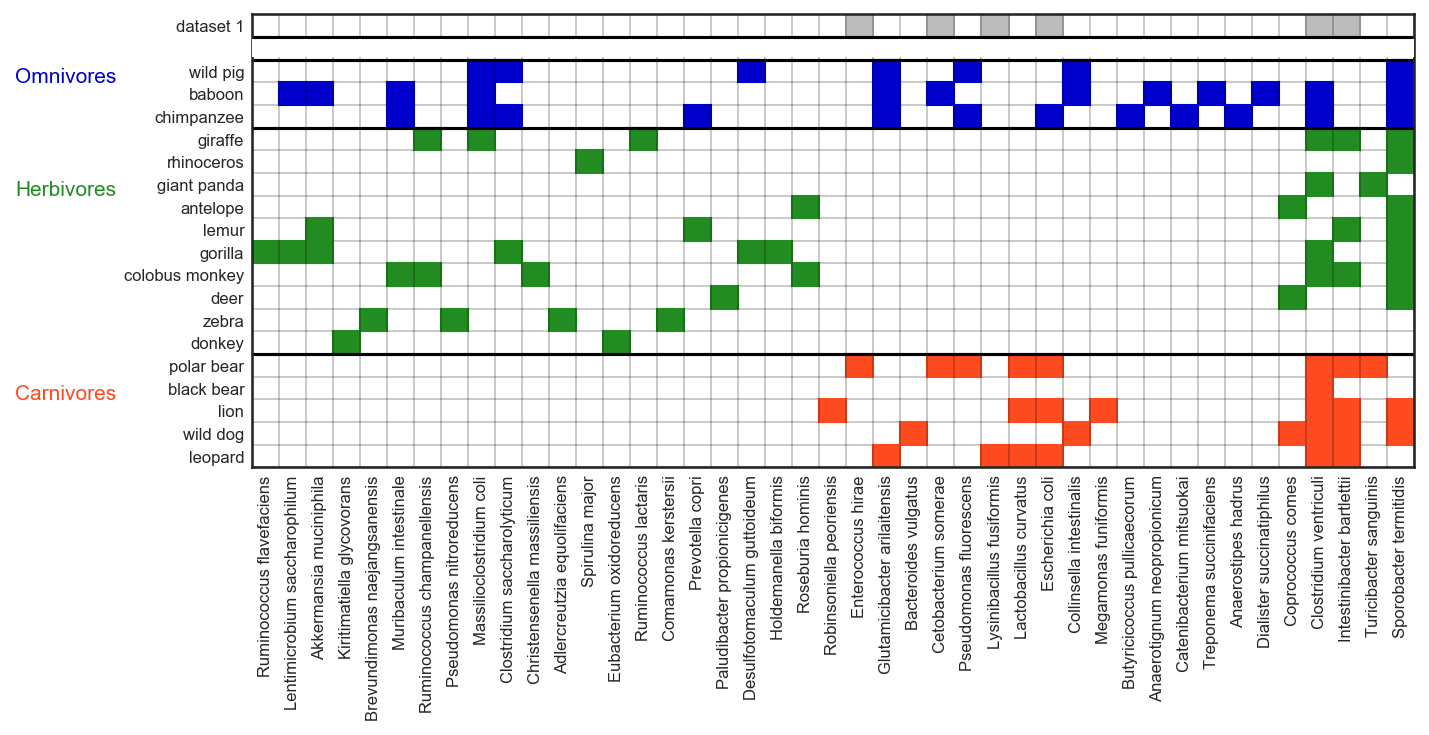 dataset 1
Omnivores
wild pig
baboon
chimpanzee
giraffe
rhinoceros
Herbivores
giant panda
antelope
lemur
gorilla
colobus monkey
deer
zebra
donkey
polar bear
black bear
Carnivores
lion
wild dog
leopard
Ruminococcus flavefaciens
Lentimicrobium saccharophilum
Akkermansia muciniphila
Kiritimatiella glycovorans
Brevundimonas naejangsanensis
Muribaculum intestinale
Ruminococcus champanellensis
Pseudomonas nitroreducens
Massilioclostridium coli
Clostridium saccharolyticum
Christensenella massiliensis
Adlercreutzia equolifaciens
Spirulina major
Eubacterium oxidoreducens
Ruminococcus lactaris
Comamonas kerstersii
Prevotella copri
Paludibacter propionicigenes
Desulfotomaculum guttoideum
Holdemanella biformis
Roseburia hominis
Robinsoniella peoriensis
Enterococcus hirae
Glutamicibacter arilaitensis
Bacteroides vulgatus
Cetobacterium somerae
Pseudomonas fluorescens
Lysinibacillus fusiformis
Lactobacillus curvatus
Escherichia coli
Collinsella intestinalis
Megamonas funiformis
Butyricicoccus pullicaecorum
Anaerotignum neopropionicum
Catenibacterium mitsuokai
Treponema succinifaciens
Anaerostipes hadrus
Dialister succinatiphilus
Coprococcus comes
Clostridium ventriculi
Intestinibacter bartlettii
Turicibacter sanguinis
Sporobacter termitidis